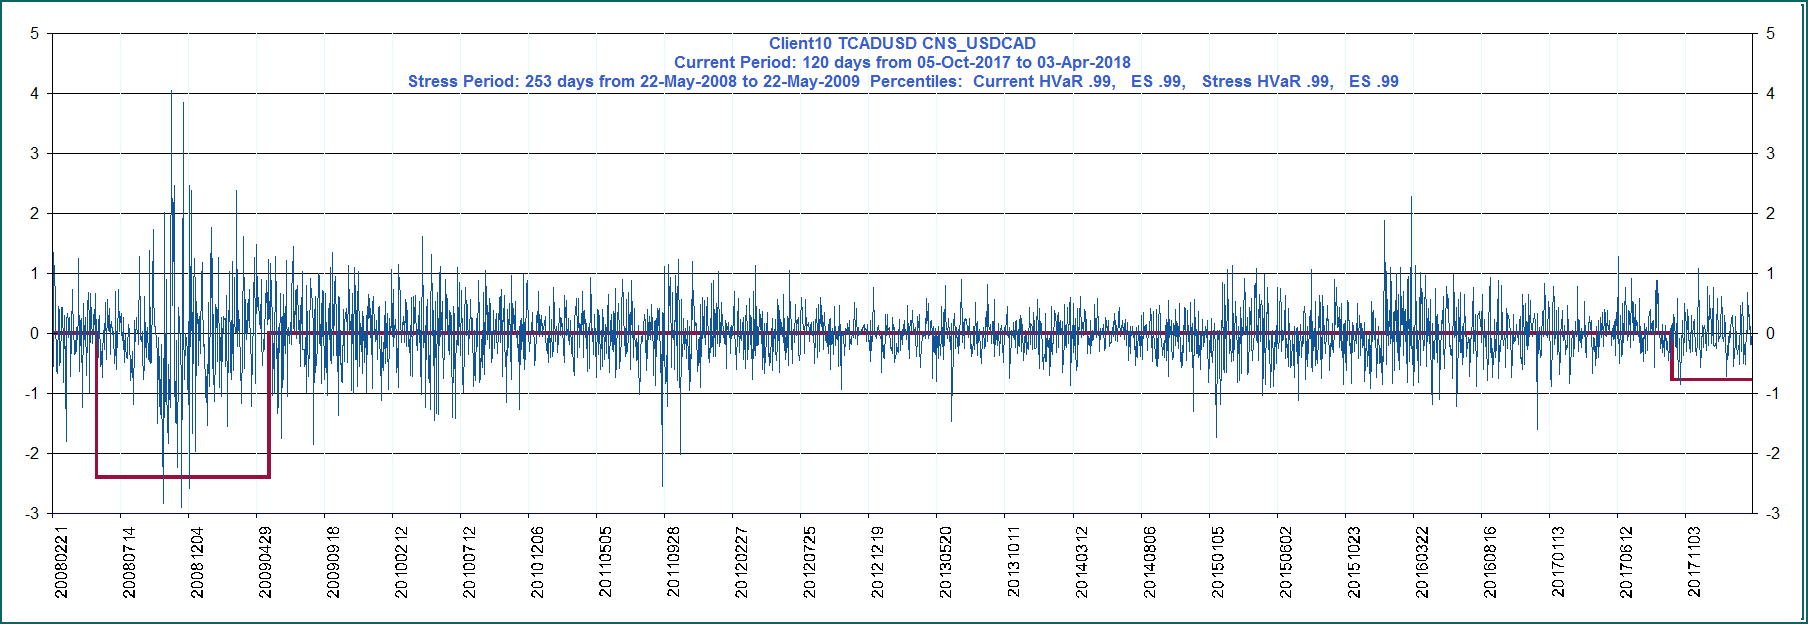 Client10 TCADUSD CNS_USDCAD
Current Period: 120 days from 05-Oct-2017 to 03-Apr-2018
Stress Period: 253 days from 22-May-2008 to 22-May-2009  Percentiles:  Current HVaR .99,   ES .99,   Stress HVaR .99,   ES .99
5 5
4 4
3 3
2 2
1 1
0 0
-1 -1
-2 -2
-3 -3
20080221 20080714 20081204 20090429 20090918 20100212 20100712 20101206 20110505 20110928 20120227 20120725 20121219 20130520 20131011 20140312 20140806 20150105 20150602 20151023 20160322 20160816 20170113 20170612 20171103